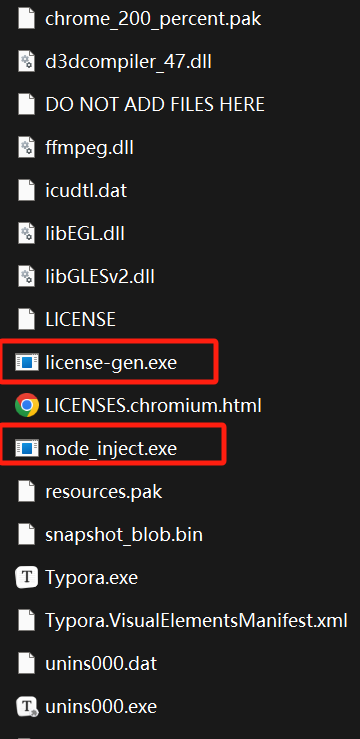 chrome_200_percent.pak
d3dcompiler_47.dll
DO NOT ADD FILES HERE
ffmpeg.dll
icudtl.dat
libEGL.dll
libGLESv2.dll
LICENSE
license-gen.exe
LICENSES.chromium.html
node_inject.exe
resources.pak
snapshot_blob.bin
T Typora.exe
Typora.VisualElementsManifest.xml
unins000.dat
T unins000.exe